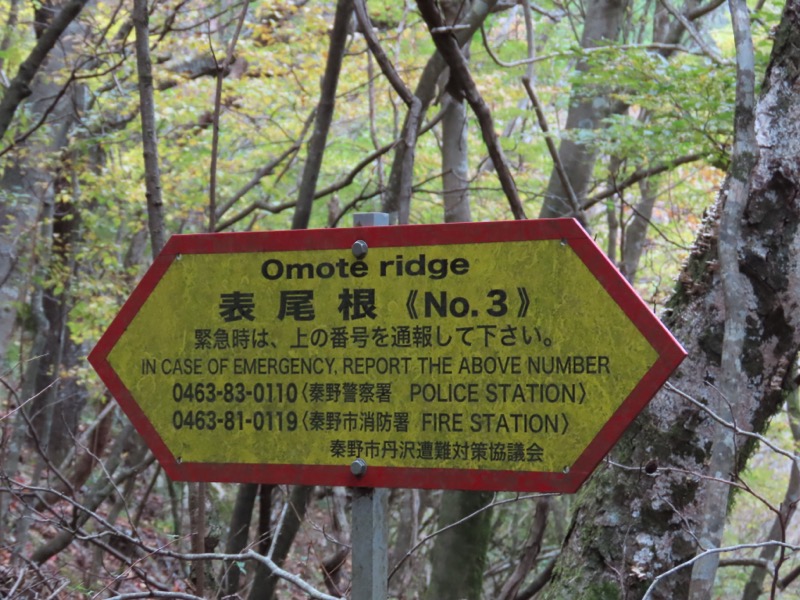 Omote ridge
表尾根《No.3》
緊急時は、上の番号を通報して下さい。
IN CASE OF EMERGENCY, REPORT THE ABOVE NUMBER
0463-83-0110〈秦野警察署 POLICE STATION〉
0463-81-0119〈秦野市消防署 FIRE STATION〉
秦野市丹沢遭難対策協議会